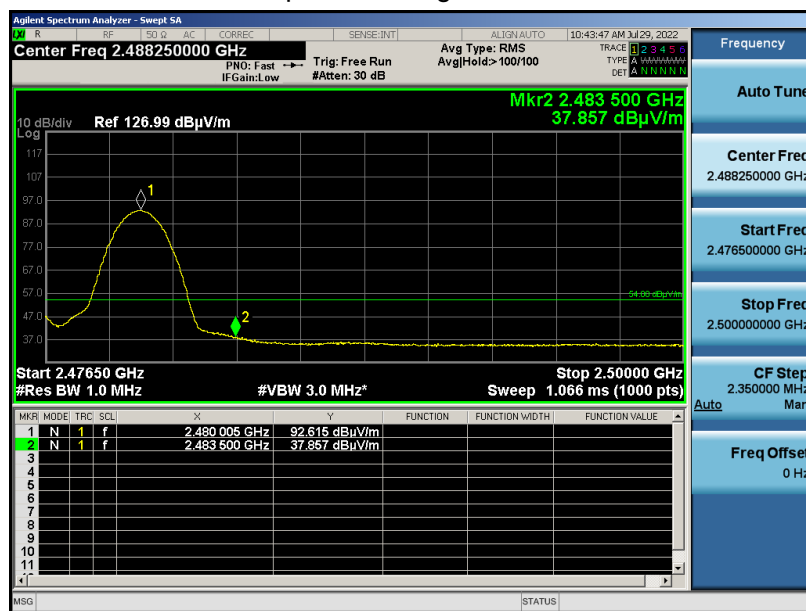 Agilent Spectrum Analyzer - Swept SA
LXI R RF 50 Ω AC CORREC SENSE:INT ALIGN AUTO 10:43:47 AM Jul 29, 2022
Center Freq 2.488250000 GHz
PNO: Fast
IFGain:Low
Trig: Free Run
#Atten: 30 dB
Avg Type: RMS
Avg|Hold:>100/100
TRACE 1 2 3 4 5 6
TYPE A
DET A N N N N N
Mkr2 2.483 500 GHz
37.857 dBµV/m
10 dB/div Ref 126.99 dBµV/m
Log
117
107
97.0
87.0
77.0
67.0
57.0
47.0
37.0
1
2
54.00 dBµV/m
Start 2.47650 GHz Stop 2.50000 GHz
#Res BW 1.0 MHz #VBW 3.0 MHz* Sweep 1.066 ms (1000 pts)
MKR MODE TRC SCL X Y FUNCTION FUNCTION WIDTH FUNCTION VALUE
1 N 1 f 2.480 005 GHz 92.615 dBµV/m
2 N 1 f 2.483 500 GHz 37.857 dBµV/m
3
4
5
6
7
8
9
10
11
MSG STATUS
Frequency
Auto Tune
Center Freq
2.488250000 GHz
Start Freq
2.476500000 GHz
Stop Freq
2.500000000 GHz
CF Step
2.350000 MHz
Auto Man
Freq Offset
0 Hz